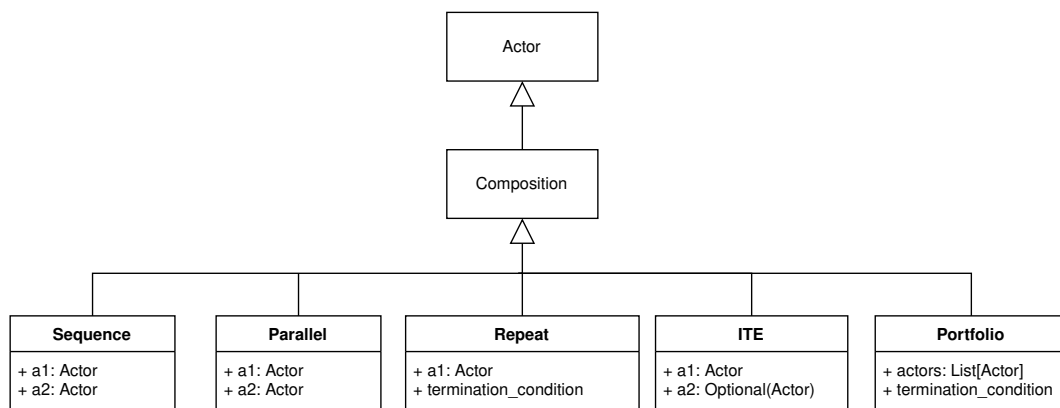 Actor
Composition
Sequence
+ a1: Actor
+ a2: Actor
Parallel
+ a1: Actor
+ a2: Actor
Repeat
+ a1: Actor
+ termination_condition
ITE
+ a1: Actor
+ a2: Optional(Actor)
Portfolio
+ actors: List[Actor]
+ termination_condition